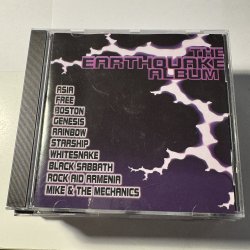 THE
EARTHQUAKE
ALBUM
ASIA
FREE
BOSTON
GENESIS
RAINBOW
STARSHIP
WHITESNAKE
BLACK SABBATH
ROCK AID ARMENIA
MIKE & THE MECHANICS